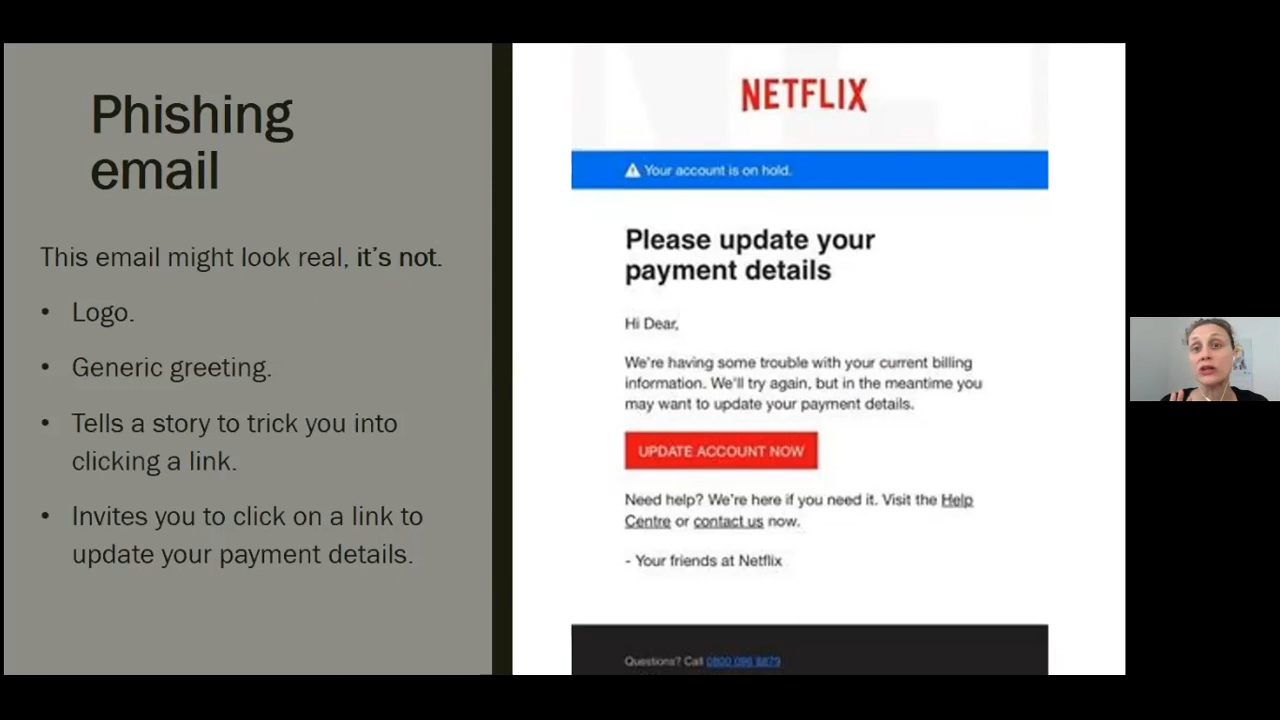 Phishing
email
This email might look real, it's not.
• Logo.
• Generic greeting.
• Tells a story to trick you into
clicking a link.
• Invites you to click on a link to
update your payment details.
NETFLIX
Your account is on hold.
Please update your
payment details
Hi Dear,
We're having some trouble with your current billing
information. We'll try again, but in the meantime you
may want to update your payment details.
UPDATE ACCOUNT NOW
Need help? We're here if you need it. Visit the Help
Centre or contact us now.
- Your friends at Netflix
Questions? Call 0800 096 8879